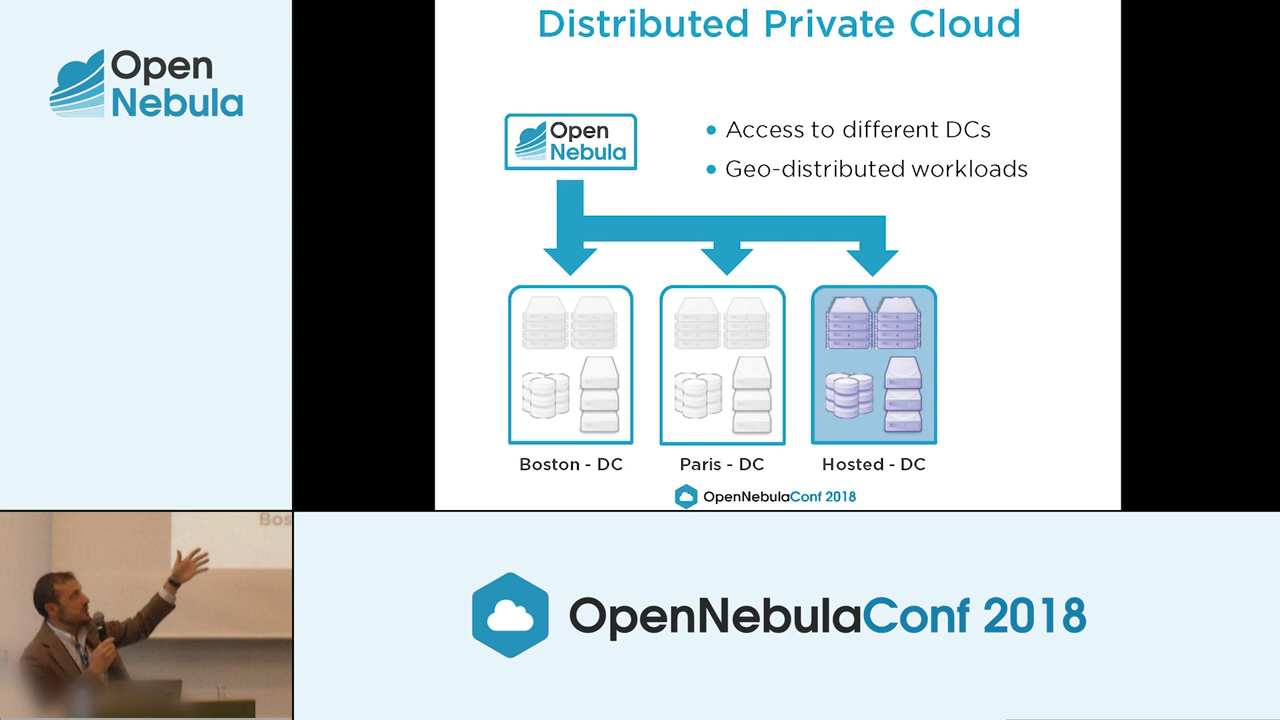 Open
Nebula
Distributed Private Cloud
Open
Nebula
• Access to different DCs
• Geo-distributed workloads
Boston - DC
Paris - DC
Hosted - DC
OpenNebulaConf 2018
Bos
OpenNebulaConf 2018